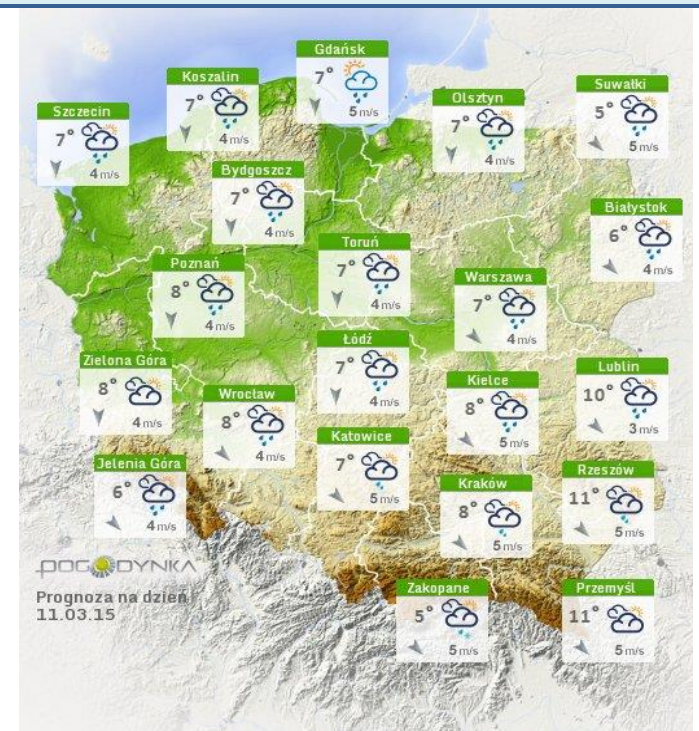 Gdańsk
7°
5 m/s
Koszalin
7°
4 m/s
Suwałki
5°
5 m/s
Olsztyn
7°
4 m/s
Szczecin
7°
4 m/s
Bydgoszcz
7°
4 m/s
Białystok
6°
4 m/s
Toruń
7°
4 m/s
Poznań
8°
4 m/s
Warszawa
7°
4 m/s
Łódź
7°
4 m/s
Zielona Góra
8°
4 m/s
Lublin
10°
3 m/s
Kielce
8°
5 m/s
Wrocław
8°
4 m/s
Katowice
7°
5 m/s
Jelenia Góra
6°
4 m/s
Rzeszów
11°
5 m/s
Kraków
8°
5 m/s
POGODYNKA
Prognoza na dzień
11.03.15
Zakopane
5°
5 m/s
Przemyśl
11°
5 m/s